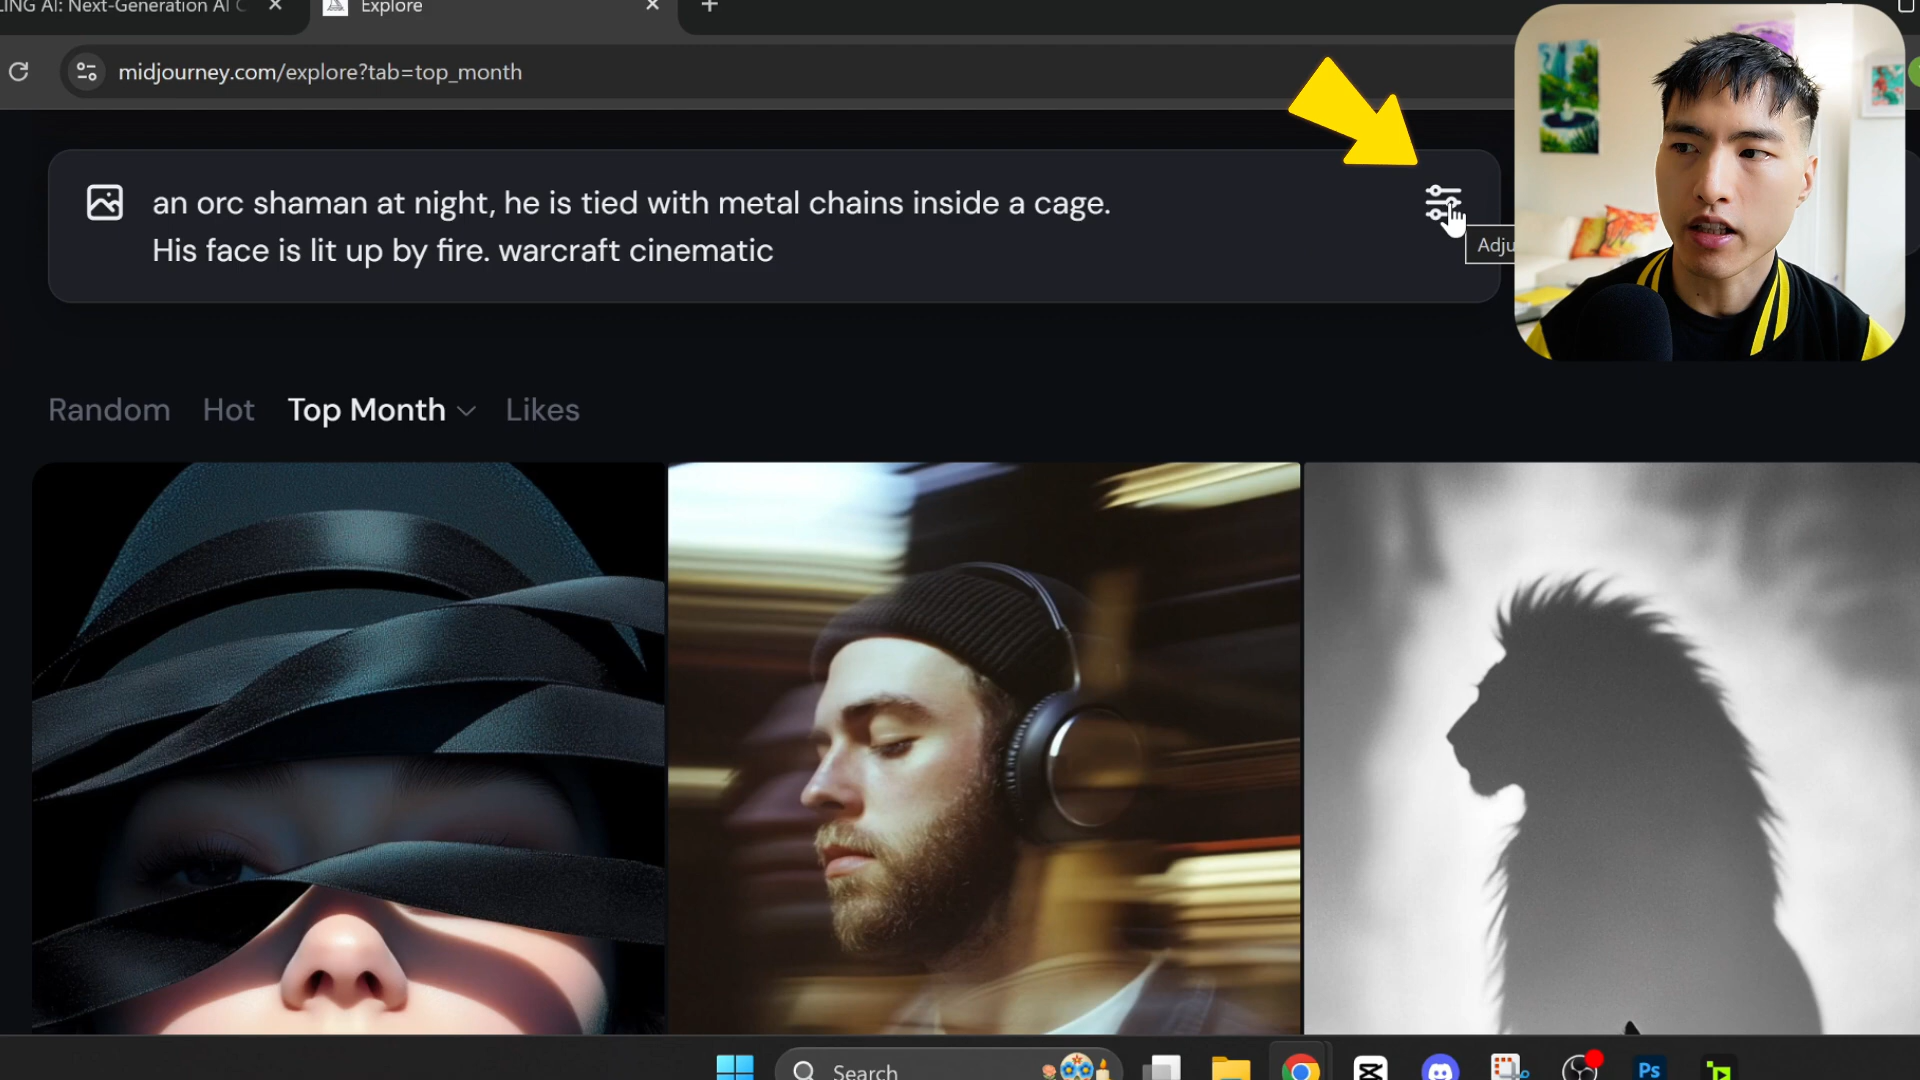 LING AI: Next-Generation AI C
Explore
midjourney.com/explore?tab=top_month
an orc shaman at night, he is tied with metal chains inside a cage.
His face is lit up by fire. warcraft cinematic
Adju
Random Hot Top Month Likes
Search
Ps